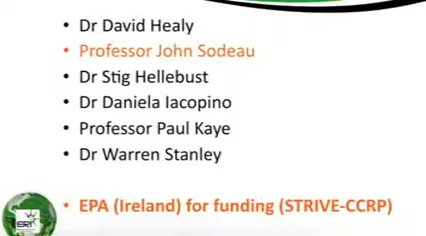 • Dr David Healy
• Professor John Sodeau
• Dr Stig Hellebust
• Dr Daniela Iacopino
• Professor Paul Kaye
• Dr Warren Stanley
• EPA (Ireland) for funding (STRIVE-CCRP)
ERI